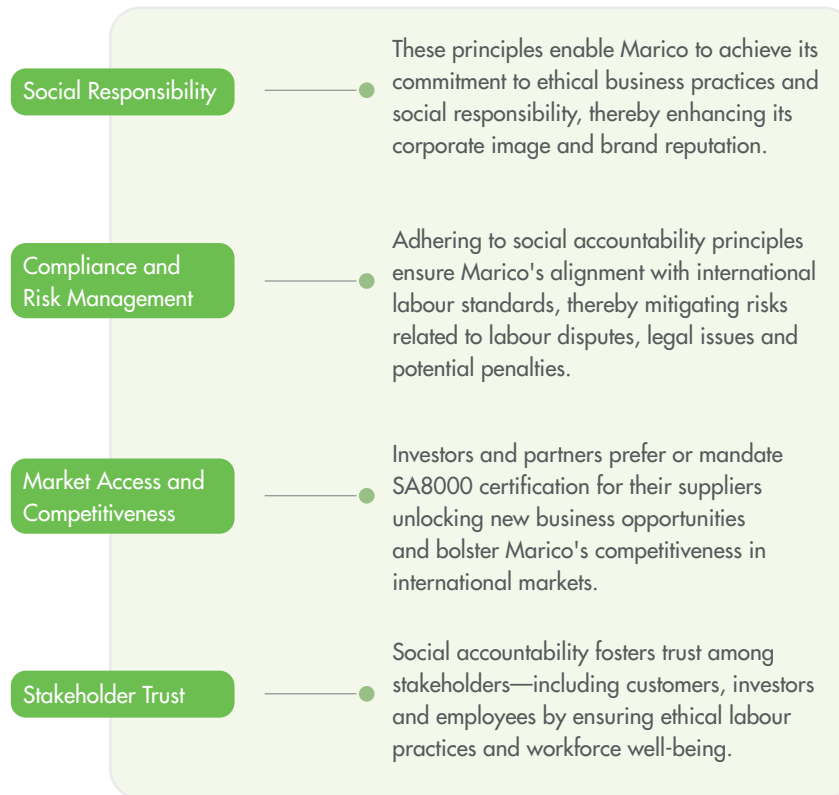 Social Responsibility
These principles enable Marico to achieve its
commitment to ethical business practices and
social responsibility, thereby enhancing its
corporate image and brand reputation.
Compliance and
Risk Management
Adhering to social accountability principles
ensure Marico's alignment with international
labour standards, thereby mitigating risks
related to labour disputes, legal issues and
potential penalties.
Market Access and
Competitiveness
Investors and partners prefer or mandate
SA8000 certification for their suppliers
unlocking new business opportunities
and bolster Marico's competitiveness in
international markets.
Stakeholder Trust
Social accountability fosters trust among
stakeholders—including customers, investors
and employees by ensuring ethical labour
practices and workforce well-being.